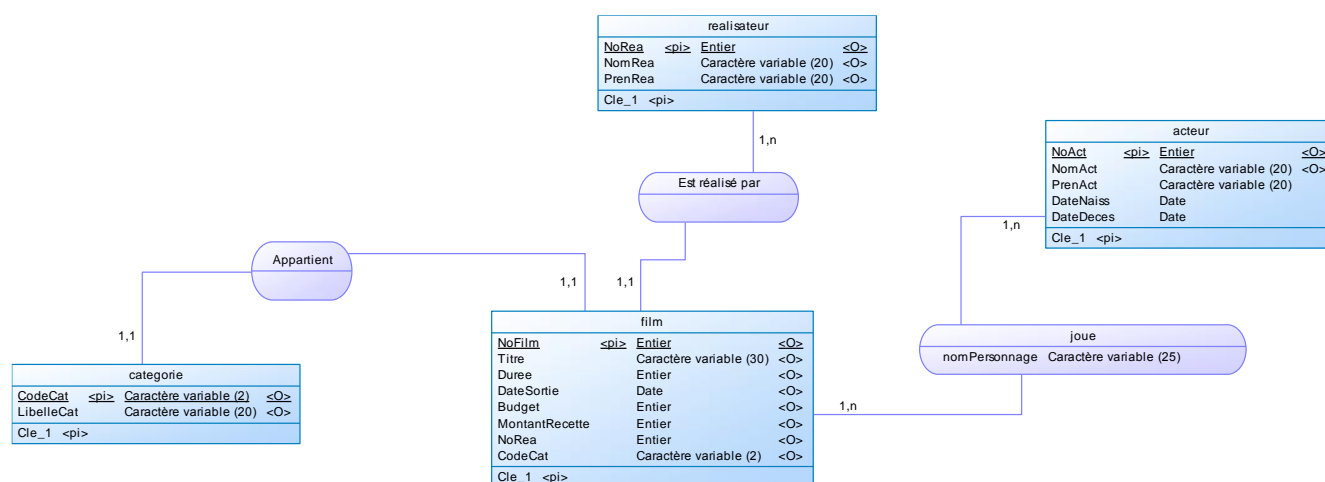 realisateur
NoRea <pi> Entier <O>
NomRea Caractère variable (20) <O>
PrenRea Caractère variable (20) <O>
Cle_1 <pi>
1,n
Est réalisé par
acteur
NoAct <pi> Entier <O>
NomAct Caractère variable (20) <O>
PrenAct Caractère variable (20)
DateNaiss Date
DateDeces Date
Cle_1 <pi>
1,n
Appartient
1,1
1,1
1,1
film
NoFilm <pi> Entier <O>
Titre Caractère variable (30) <O>
Duree Entier <O>
DateSortie Date <O>
Budget Entier <O>
MontantRecette Entier <O>
NoRea Entier <O>
CodeCat Caractère variable (2) <O>
Cle_1 <pi>
joue
nomPersonnage Caractère variable (25)
1,n
categorie
CodeCat <pi> Caractère variable (2) <O>
LibelleCat Caractère variable (20) <O>
Cle_1 <pi>